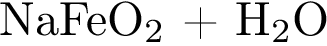 NaFeO₂ + H₂O